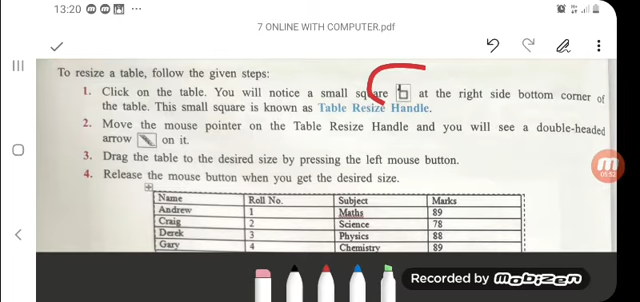 13:20
7 ONLINE WITH COMPUTER.pdf
To resize a table, follow the given steps:
1. Click on the table. You will notice a small square at the right side bottom corner of
the table. This small square is known as Table Resize Handle.
2. Move the mouse pointer on the Table Resize Handle and you will see a double-headed
arrow on it.
3. Drag the table to the desired size by pressing the left mouse button.
4. Release the mouse button when you get the desired size.
Name Roll No. Subject Marks
Andrew 1 Maths 89
Craig 2 Science 78
Derek 3 Physics 88
Gary 4 Chemistry 89
m
05:52
Recorded by mobizen